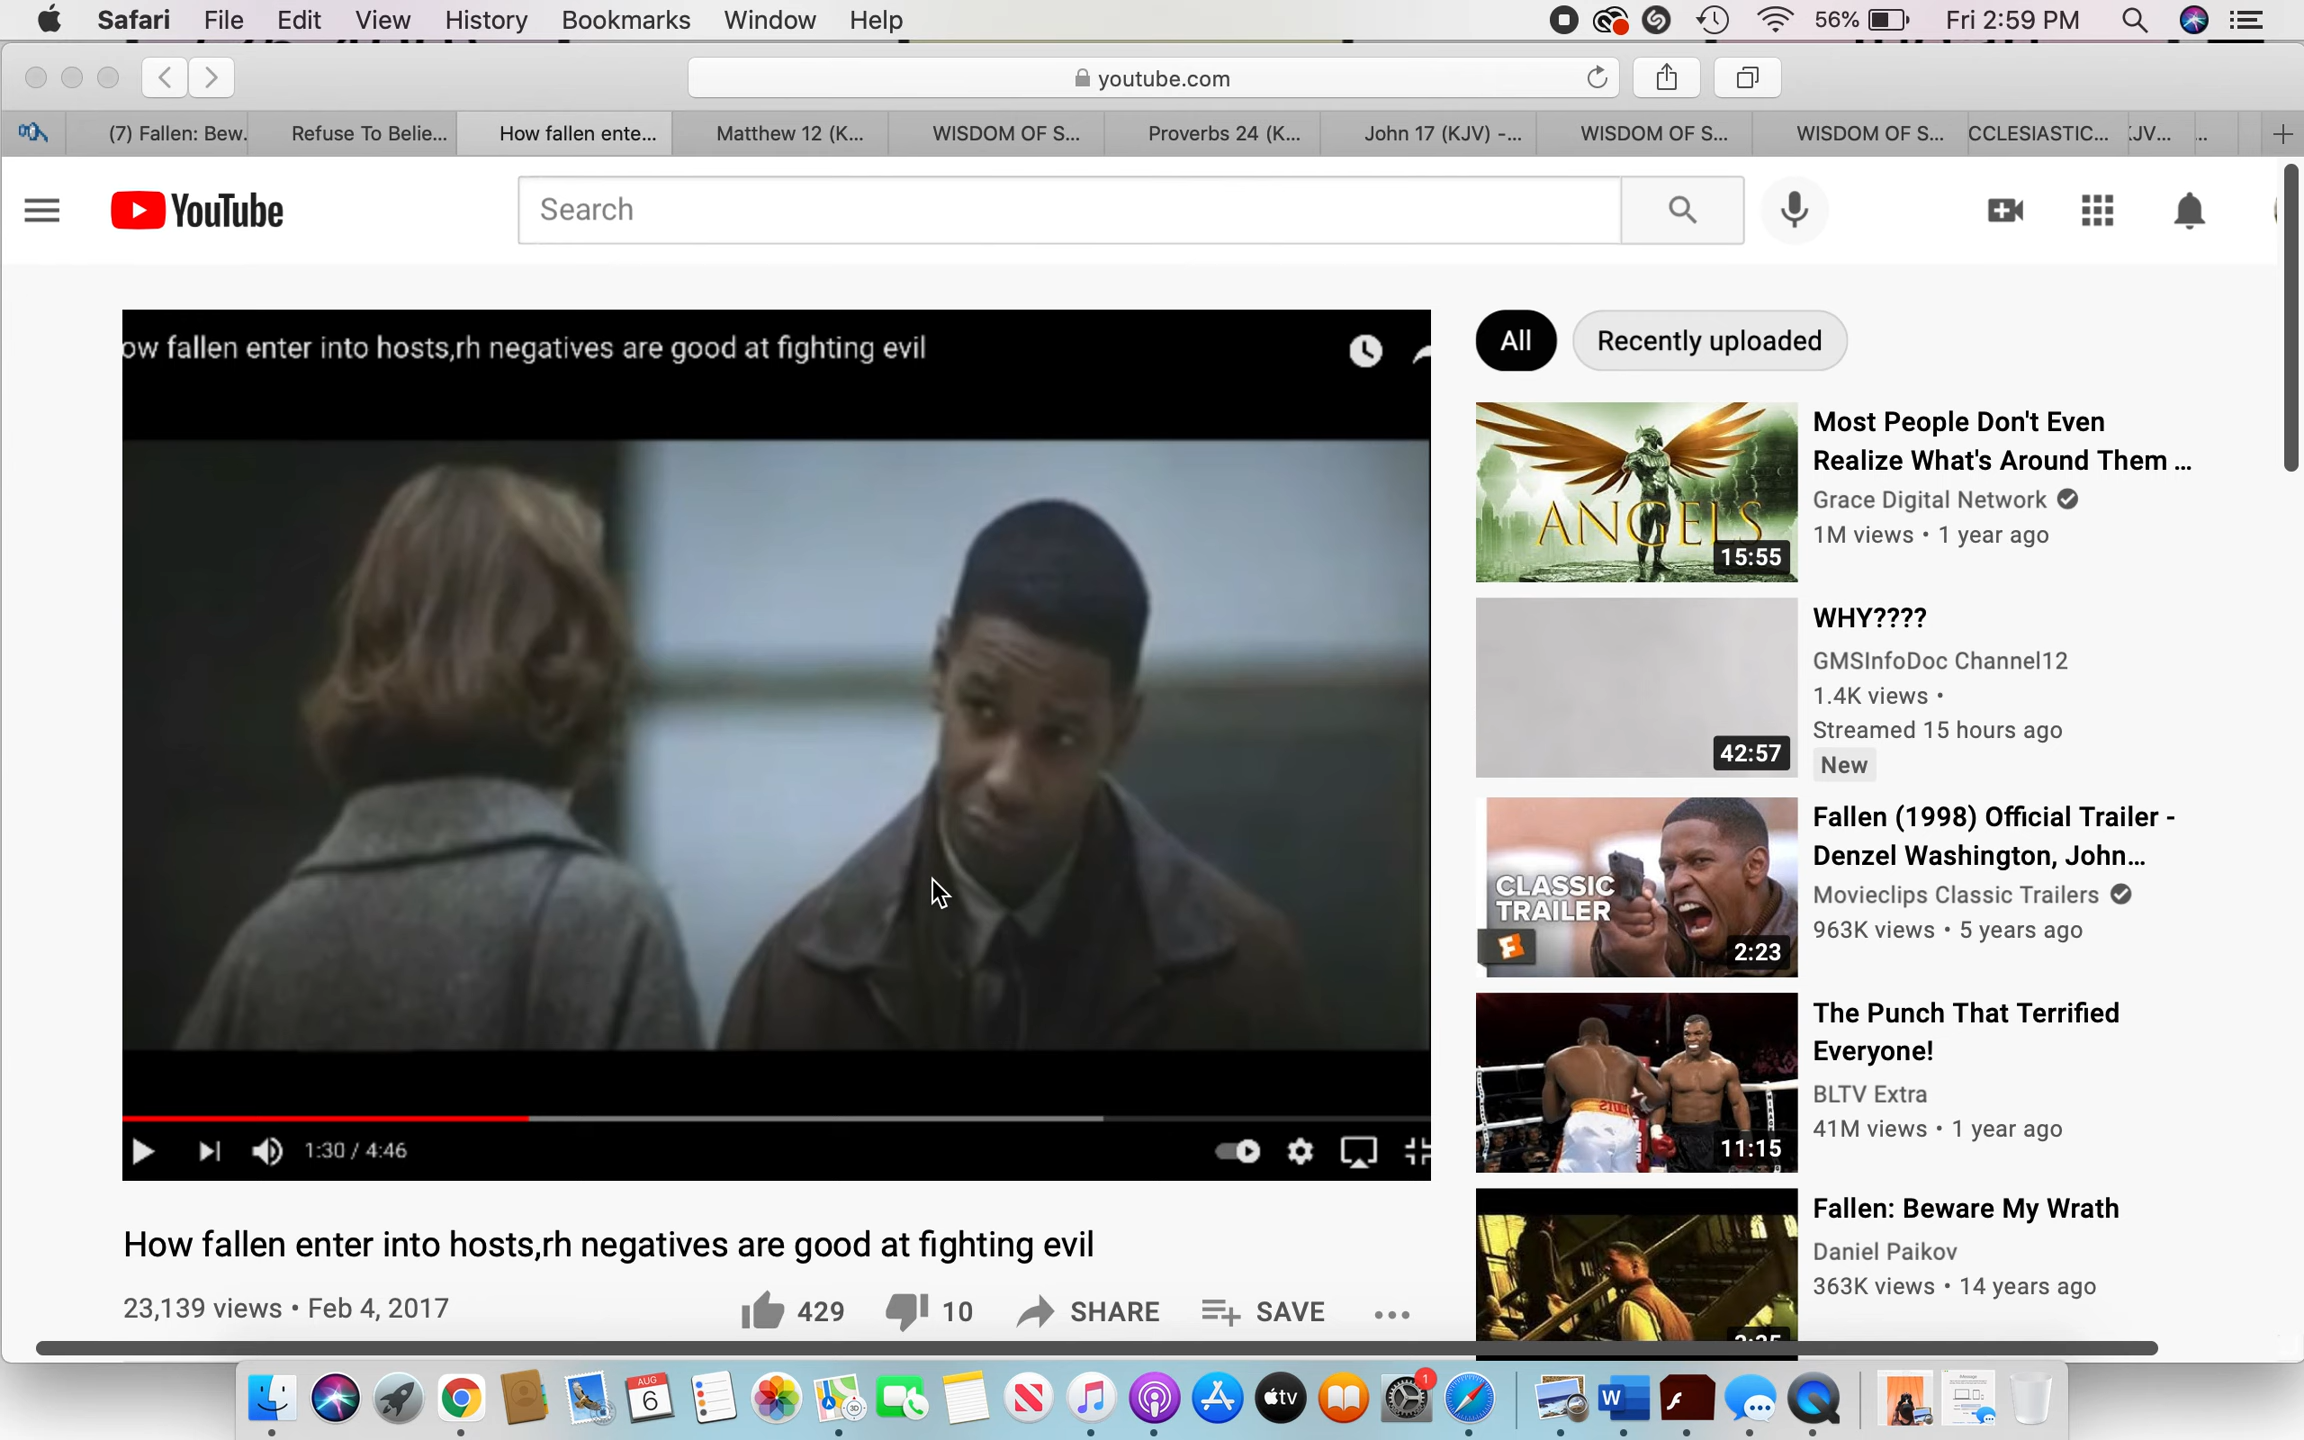 Safari File Edit View History Bookmarks Window Help 56% Fri 2:59 PM
youtube.com
(7) Fallen: Bew. Refuse To Belie... How fallen ente... Matthew 12 (K... WISDOM OF S... Proverbs 24 (K... John 17 (KJV) -... WISDOM OF S... WISDOM OF S... CCLESIASTIC... JV... ...
YouTube
Search
ow fallen enter into hosts,rh negatives are good at fighting evil
1:30 / 4:46
How fallen enter into hosts,rh negatives are good at fighting evil
23,139 views • Feb 4, 2017
429 10 SHARE SAVE
All Recently uploaded
ANGELS
15:55
Most People Don't Even
Realize What's Around Them ...
Grace Digital Network
1M views • 1 year ago
42:57
WHY????
GMSInfoDoc Channel12
1.4K views •
Streamed 15 hours ago
New
CLASSIC
TRAILER
2:23
Fallen (1998) Official Trailer -
Denzel Washington, John...
Movieclips Classic Trailers
963K views • 5 years ago
11:15
The Punch That Terrified
Everyone!
BLTV Extra
41M views • 1 year ago
Fallen: Beware My Wrath
Daniel Paikov
363K views • 14 years ago
AUG
6
3D
tv
1
W